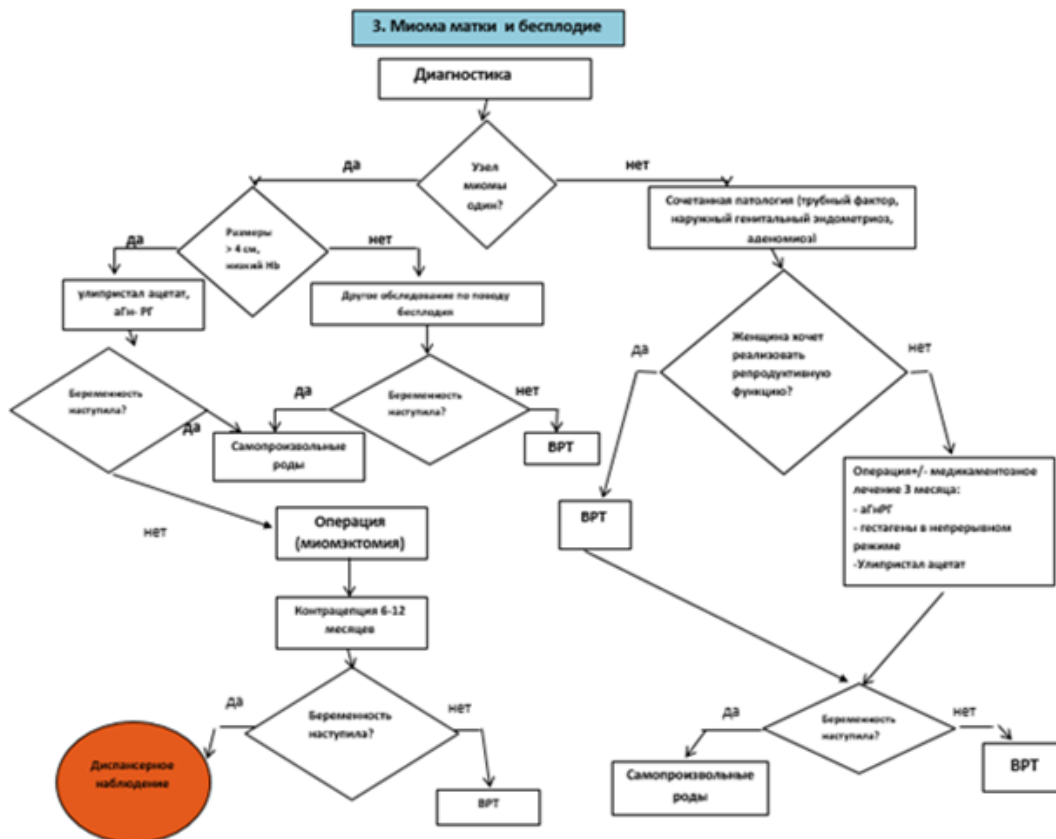 3. Миома матки и бесплодие
Диагностика
да
Узел
миомы
один?
нет
Размеры
> 4 см,
низкий Hb
Сочетанная патология (трубный фактор,
наружный генитальный эндометриоз,
аденомиоз)
да
нет
улипристал ацетат,
аГн- РГ
Другое обследование по поводу
бесплодия
Женщина хочет
реализовать
репродуктивную
функцию?
да
нет
Беременность
наступила?
да
да
Беременность
наступила?
нет
Самопроизвольные
роды
ВРТ
Операция+/- медикаментозное
лечение 3 месяца:
- аГнРГ
- гестагены в непрерывном
режиме
-Улипристал ацетат
ВРТ
нет
Операция
(миомэктомия)
Контрацепция 6-12
месяцев
да
Беременность
наступила?
нет
да
Беременность
наступила?
нет
Диспансерное
наблюдение
ВРТ
Самопроизвольные
роды
ВРТ